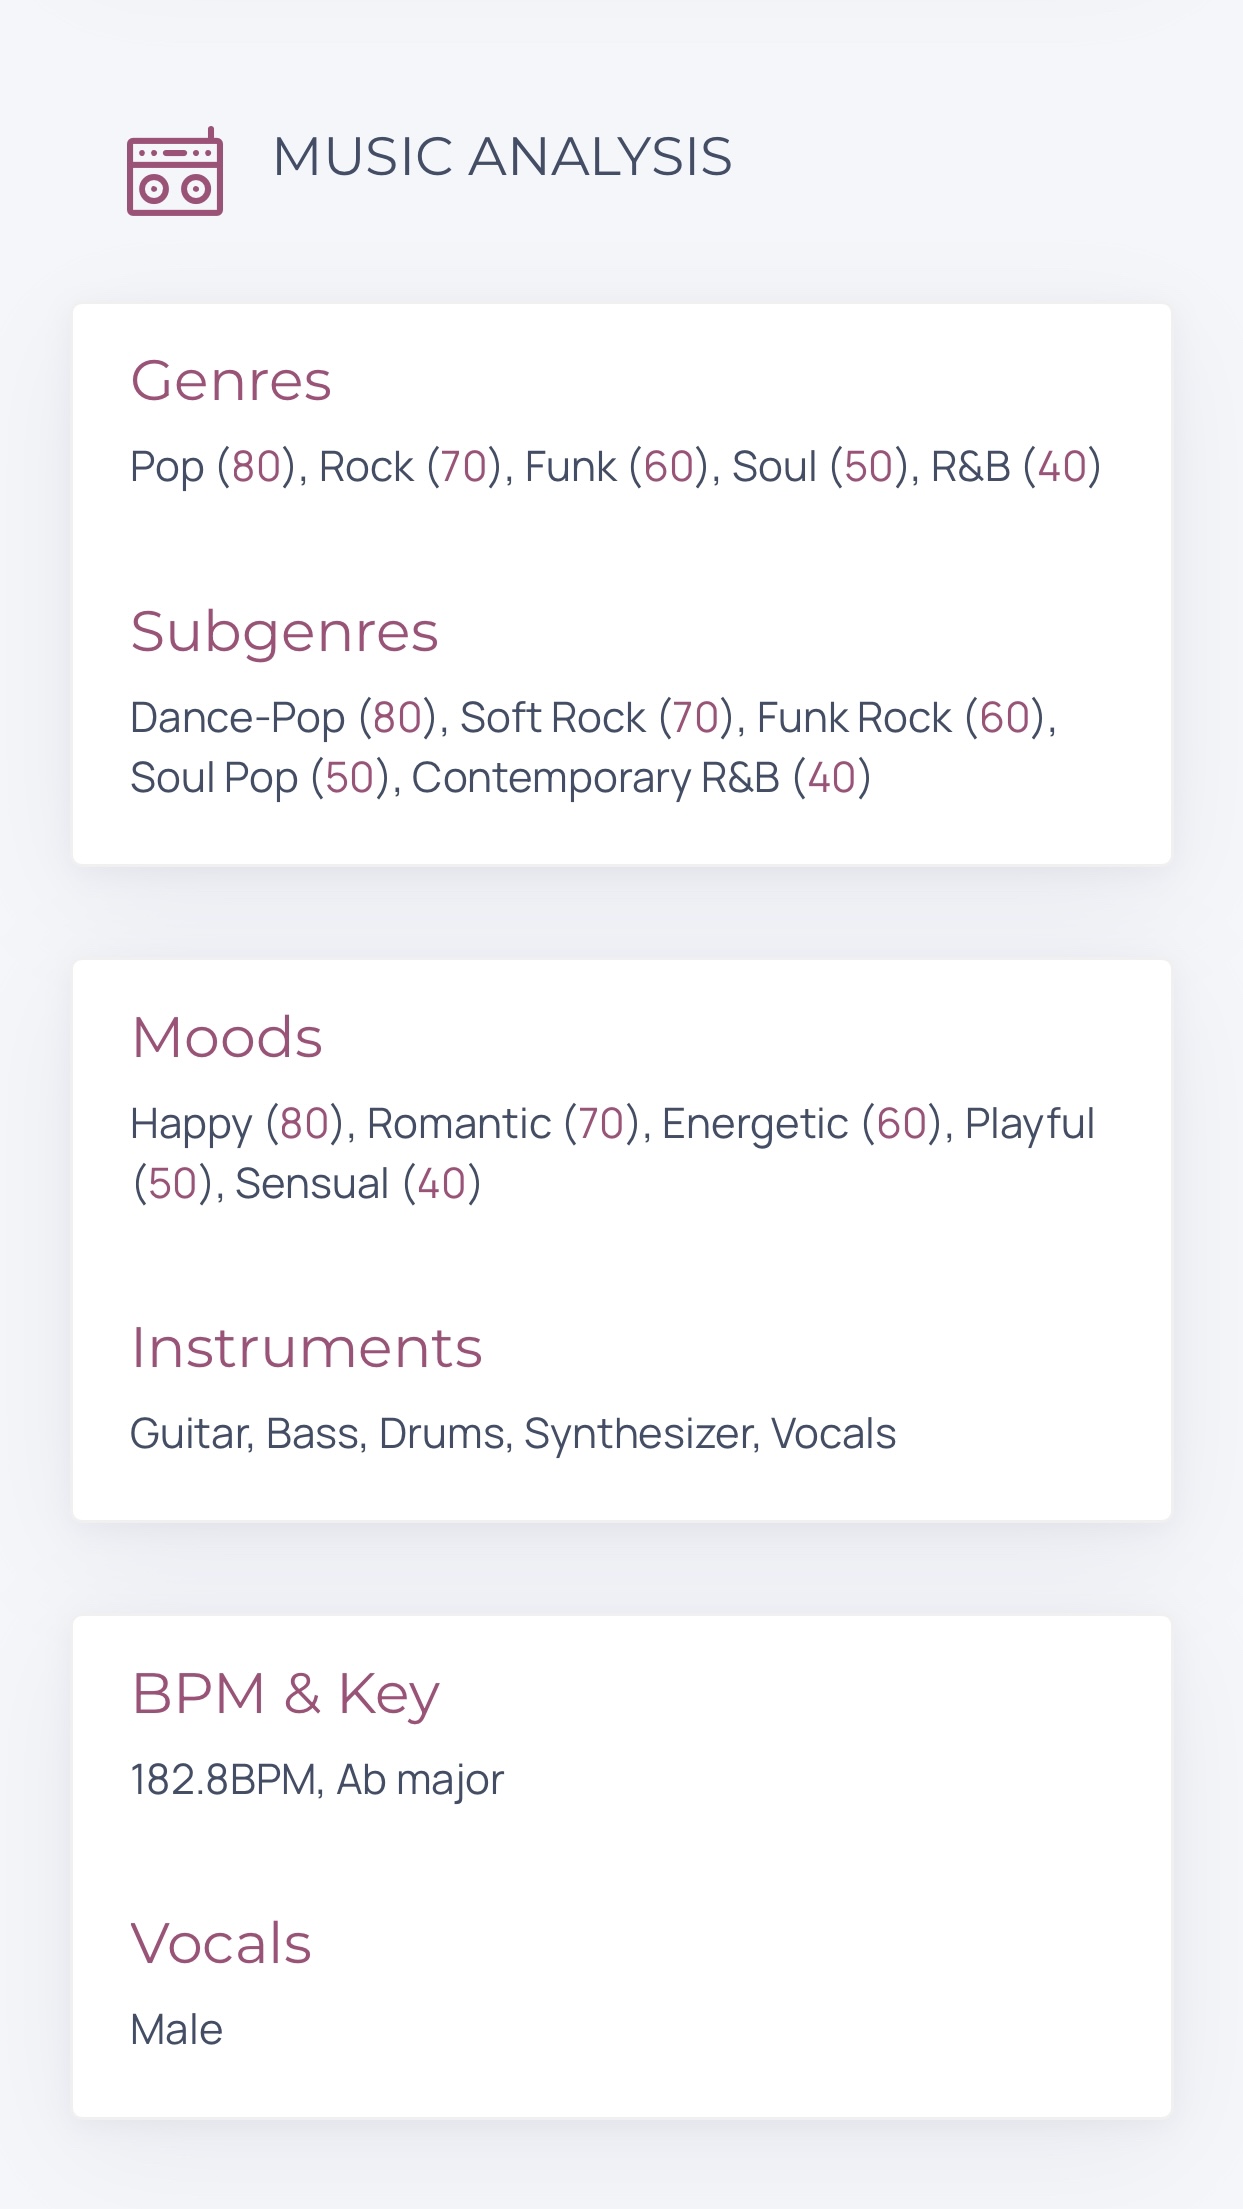 MUSIC ANALYSIS
Genres
Pop (80), Rock (70), Funk (60), Soul (50), R&B (40)
Subgenres
Dance-Pop (80), Soft Rock (70), Funk Rock (60),
Soul Pop (50), Contemporary R&B (40)
Moods
Happy (80), Romantic (70), Energetic (60), Playful
(50), Sensual (40)
Instruments
Guitar, Bass, Drums, Synthesizer, Vocals
BPM & Key
182.8BPM, Ab major
Vocals
Male